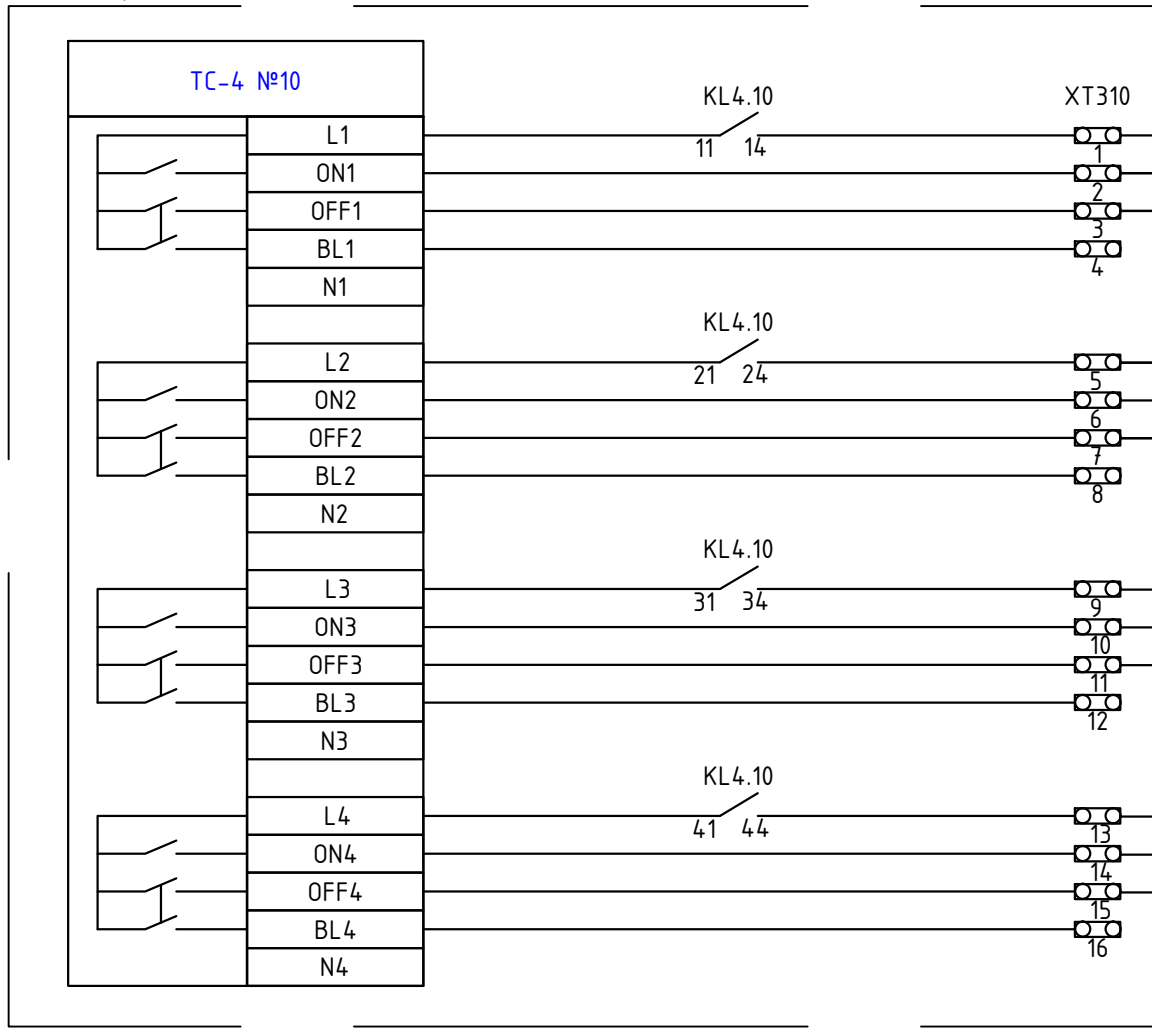 ТС-4 №10
KL4.10
XT310
L1
11 14
1
ON1
2
OFF1
3
BL1
4
N1
KL4.10
L2
21 24
5
ON2
6
OFF2
7
BL2
8
N2
KL4.10
L3
31 34
9
ON3
10
OFF3
11
BL3
12
N3
KL4.10
L4
41 44
13
ON4
14
OFF4
15
BL4
16
N4